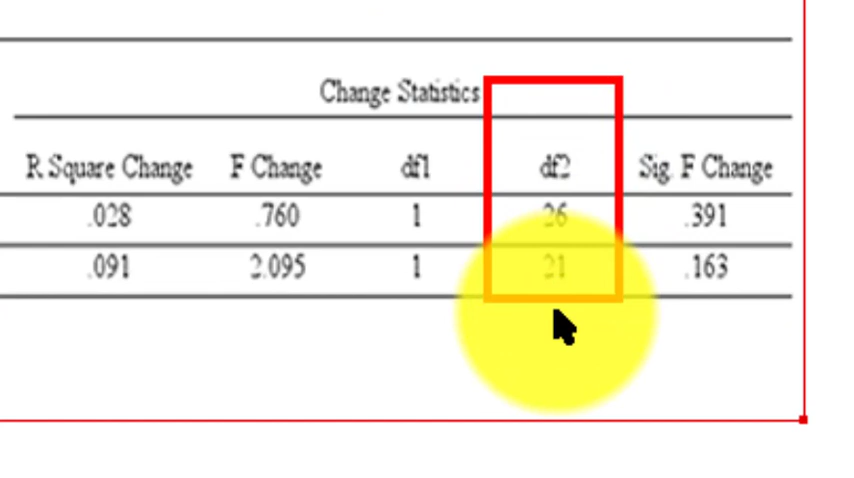 Change Statistics
R Square Change F Change df1 df2 Sig. F Change
.028 .760 1 26 .391
.091 2.095 1 21 .163